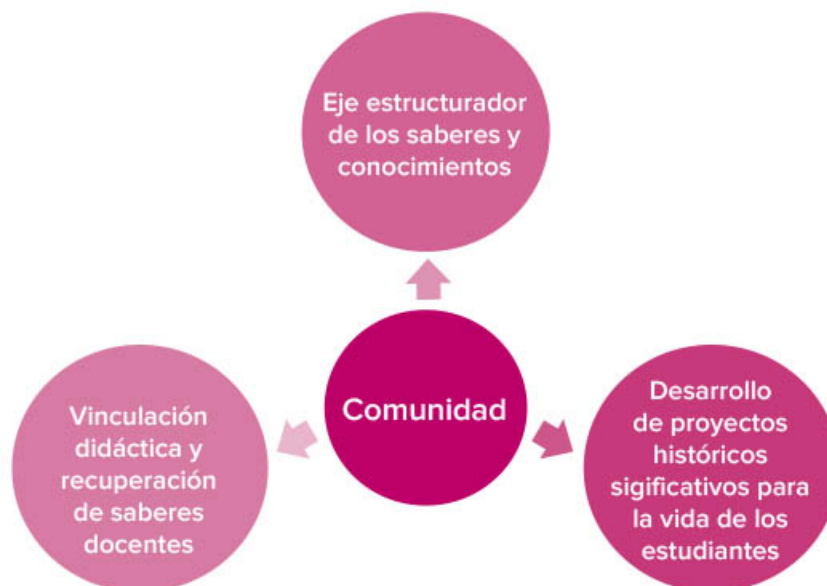 Eje estructurador
de los saberes y
conocimientos
Comunidad
Vinculación
didáctica y
recuperación
de saberes
docentes
Desarrollo
de proyectos
históricos
sigificativos para
la vida de los
estudiantes